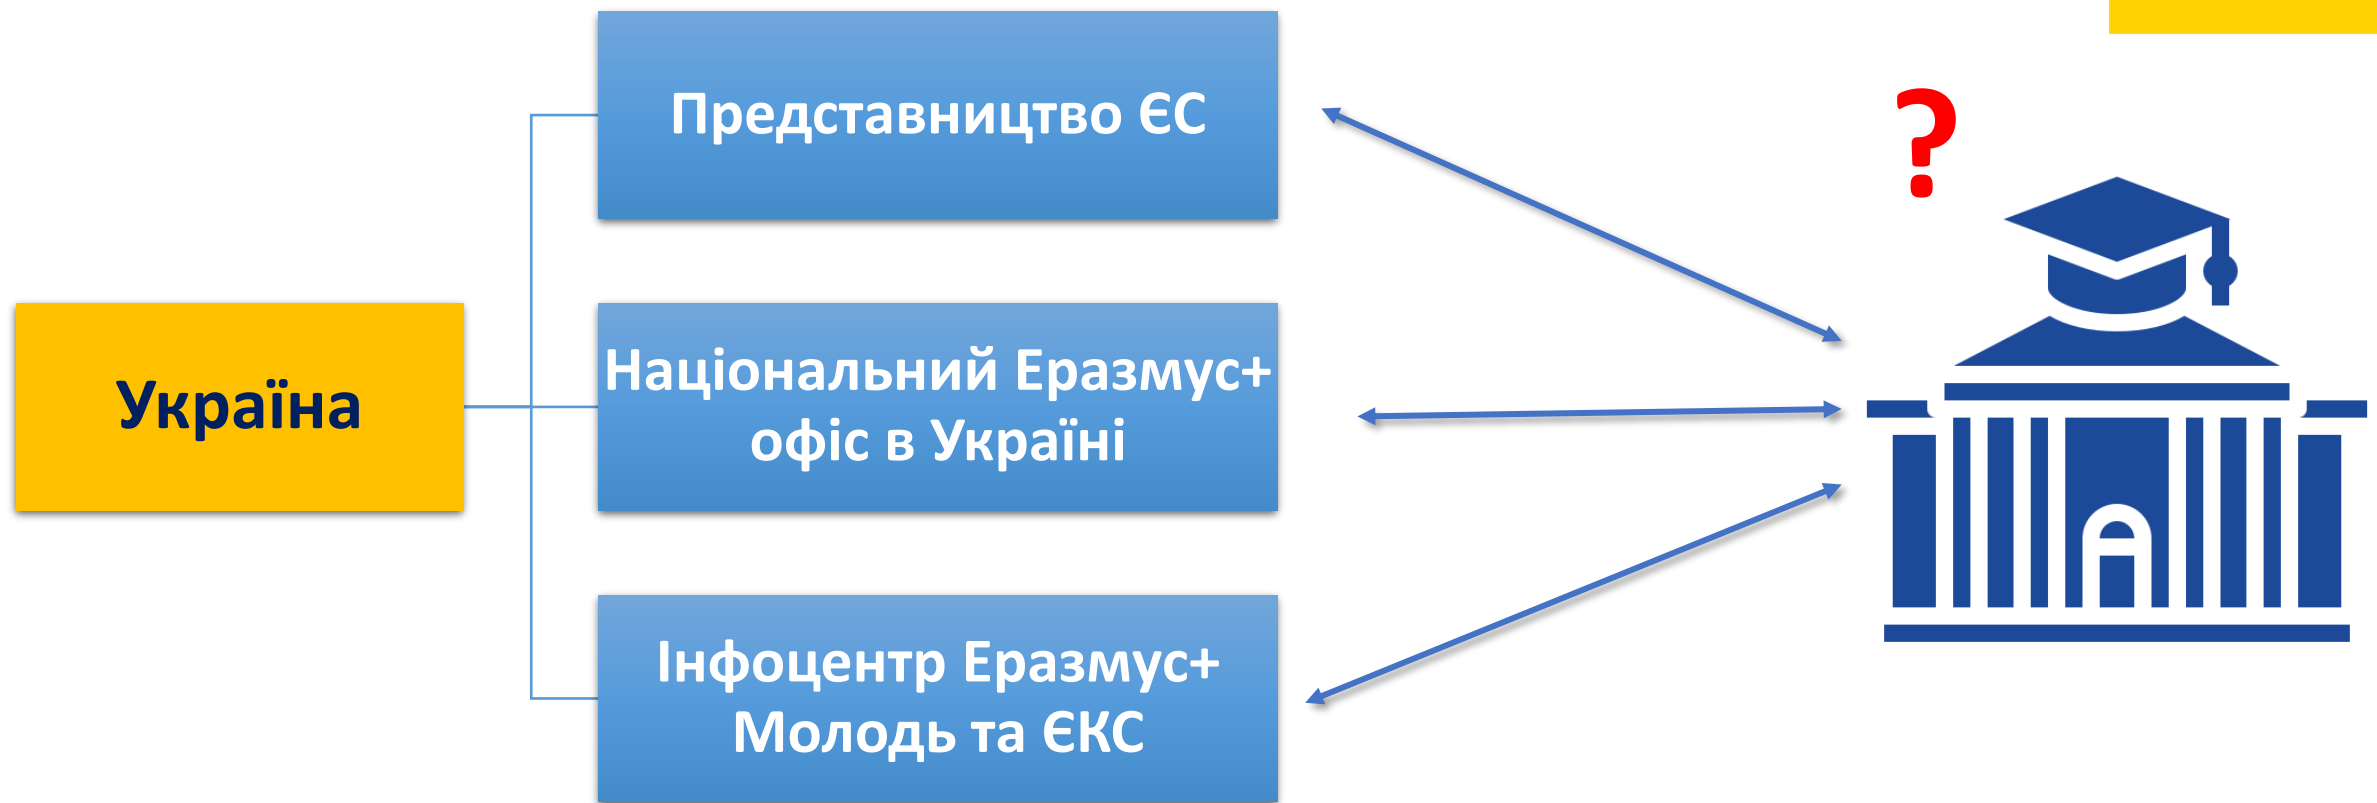 Представництво ЄС
?
Україна
Національний Еразмус+
офіс в Україні
Інфоцентр Еразмус+
Молодь та ЄКС